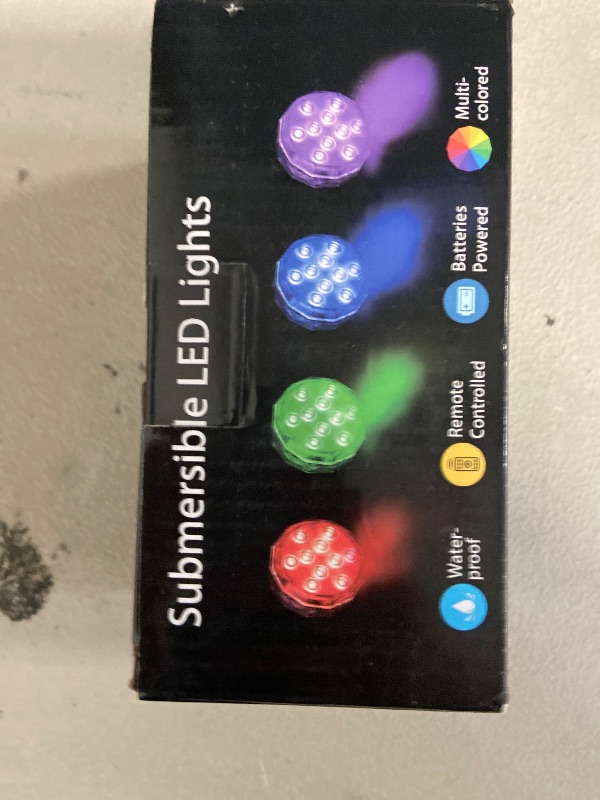 Submersible LED Lights
Water-
proof
Remote
Controlled
Batteries
Powered
Multi-
colored